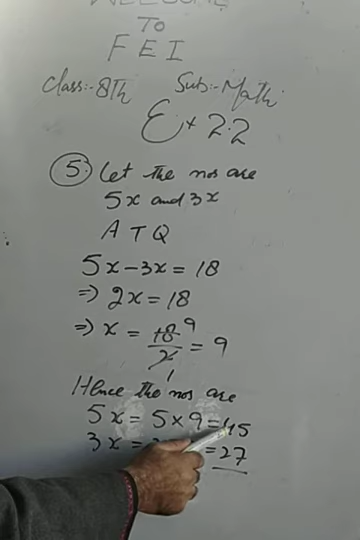 WELCOME
TO
FEI
Class:- 8Th Sub:- Math
Ex 2.2
5 Let the nos are
5x and 3x
A T Q
5x - 3x = 18
⇒ 2x = 18
⇒ x = 18/2 = 9
Hence the nos are
5x = 5 × 9 = 45
3x = = 27